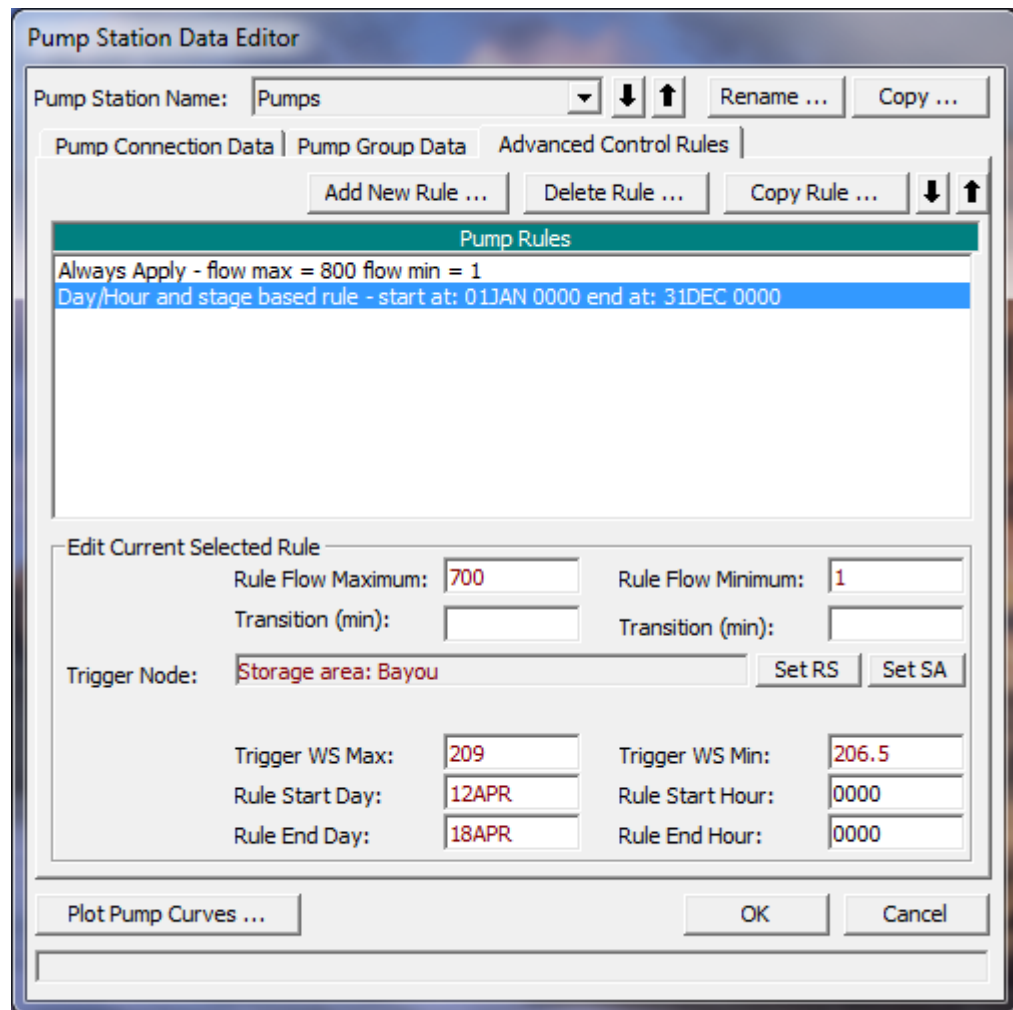 Pump Station Data Editor
Pump Station Name: Pumps Rename ... Copy ...
Pump Connection Data Pump Group Data Advanced Control Rules
Add New Rule ... Delete Rule ... Copy Rule ...
Pump Rules
Always Apply - flow max = 800 flow min = 1
Day/Hour and stage based rule - start at: 01JAN 0000 end at: 31DEC 0000
Edit Current Selected Rule
Rule Flow Maximum: 700 Rule Flow Minimum: 1
Transition (min): Transition (min):
Trigger Node: Storage area: Bayou Set RS Set SA
Trigger WS Max: 209 Trigger WS Min: 206.5
Rule Start Day: 12APR Rule Start Hour: 0000
Rule End Day: 18APR Rule End Hour: 0000
Plot Pump Curves ... OK Cancel